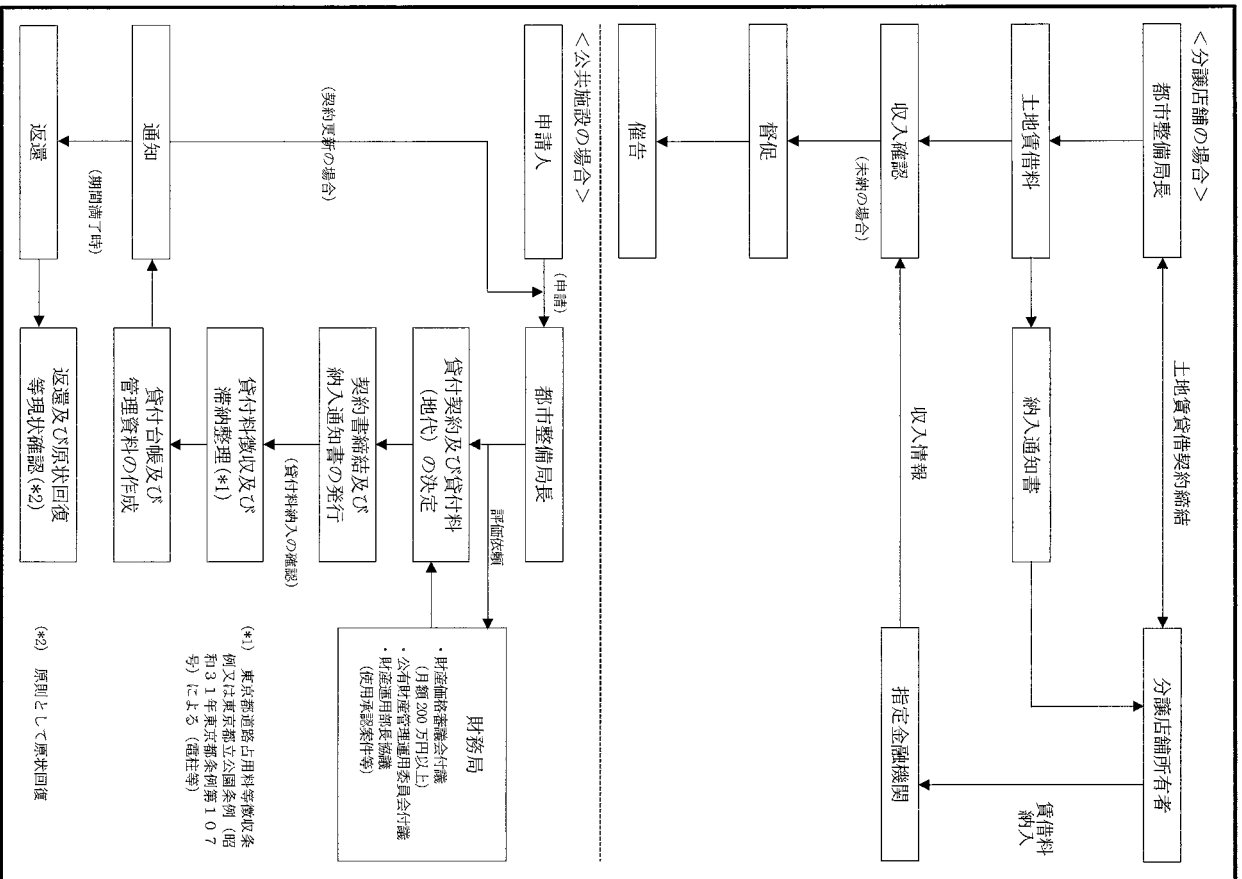 ＜分譲店舗の場合＞
都市整備局長
土地賃貸借契約締結
分譲店舗所有者
土地賃借料
納入通知書
賃借料
納入
収入確認
収入情報
指定金融機関
(未納の場合)
督促
催告
＜公共施設の場合＞
申請人
(申請)
都市整備局長
評価依頼
財務局
・財産価格審議会付議
(月額200万円以上)
・公有財産管理運用委員会付議
・財産運用部長協議
(使用承認案件等)
貸付契約及び貸付料
(地代)の決定
契約書締結及び
納入通知書の発行
(貸付料納入の確認)
貸付料徴収及び
滞納整理(*1)
(契約更新の場合)
通知
貸付台帳及び
管理資料の作成
(期間満了時)
返還
返還及び原状回復
等現状確認(*2)
(*1) 東京都道路占用料等徴収条
例又は東京都立公園条例(昭
和31年東京都条例第107
号)による(電柱等)
(*2) 原則として原状回復